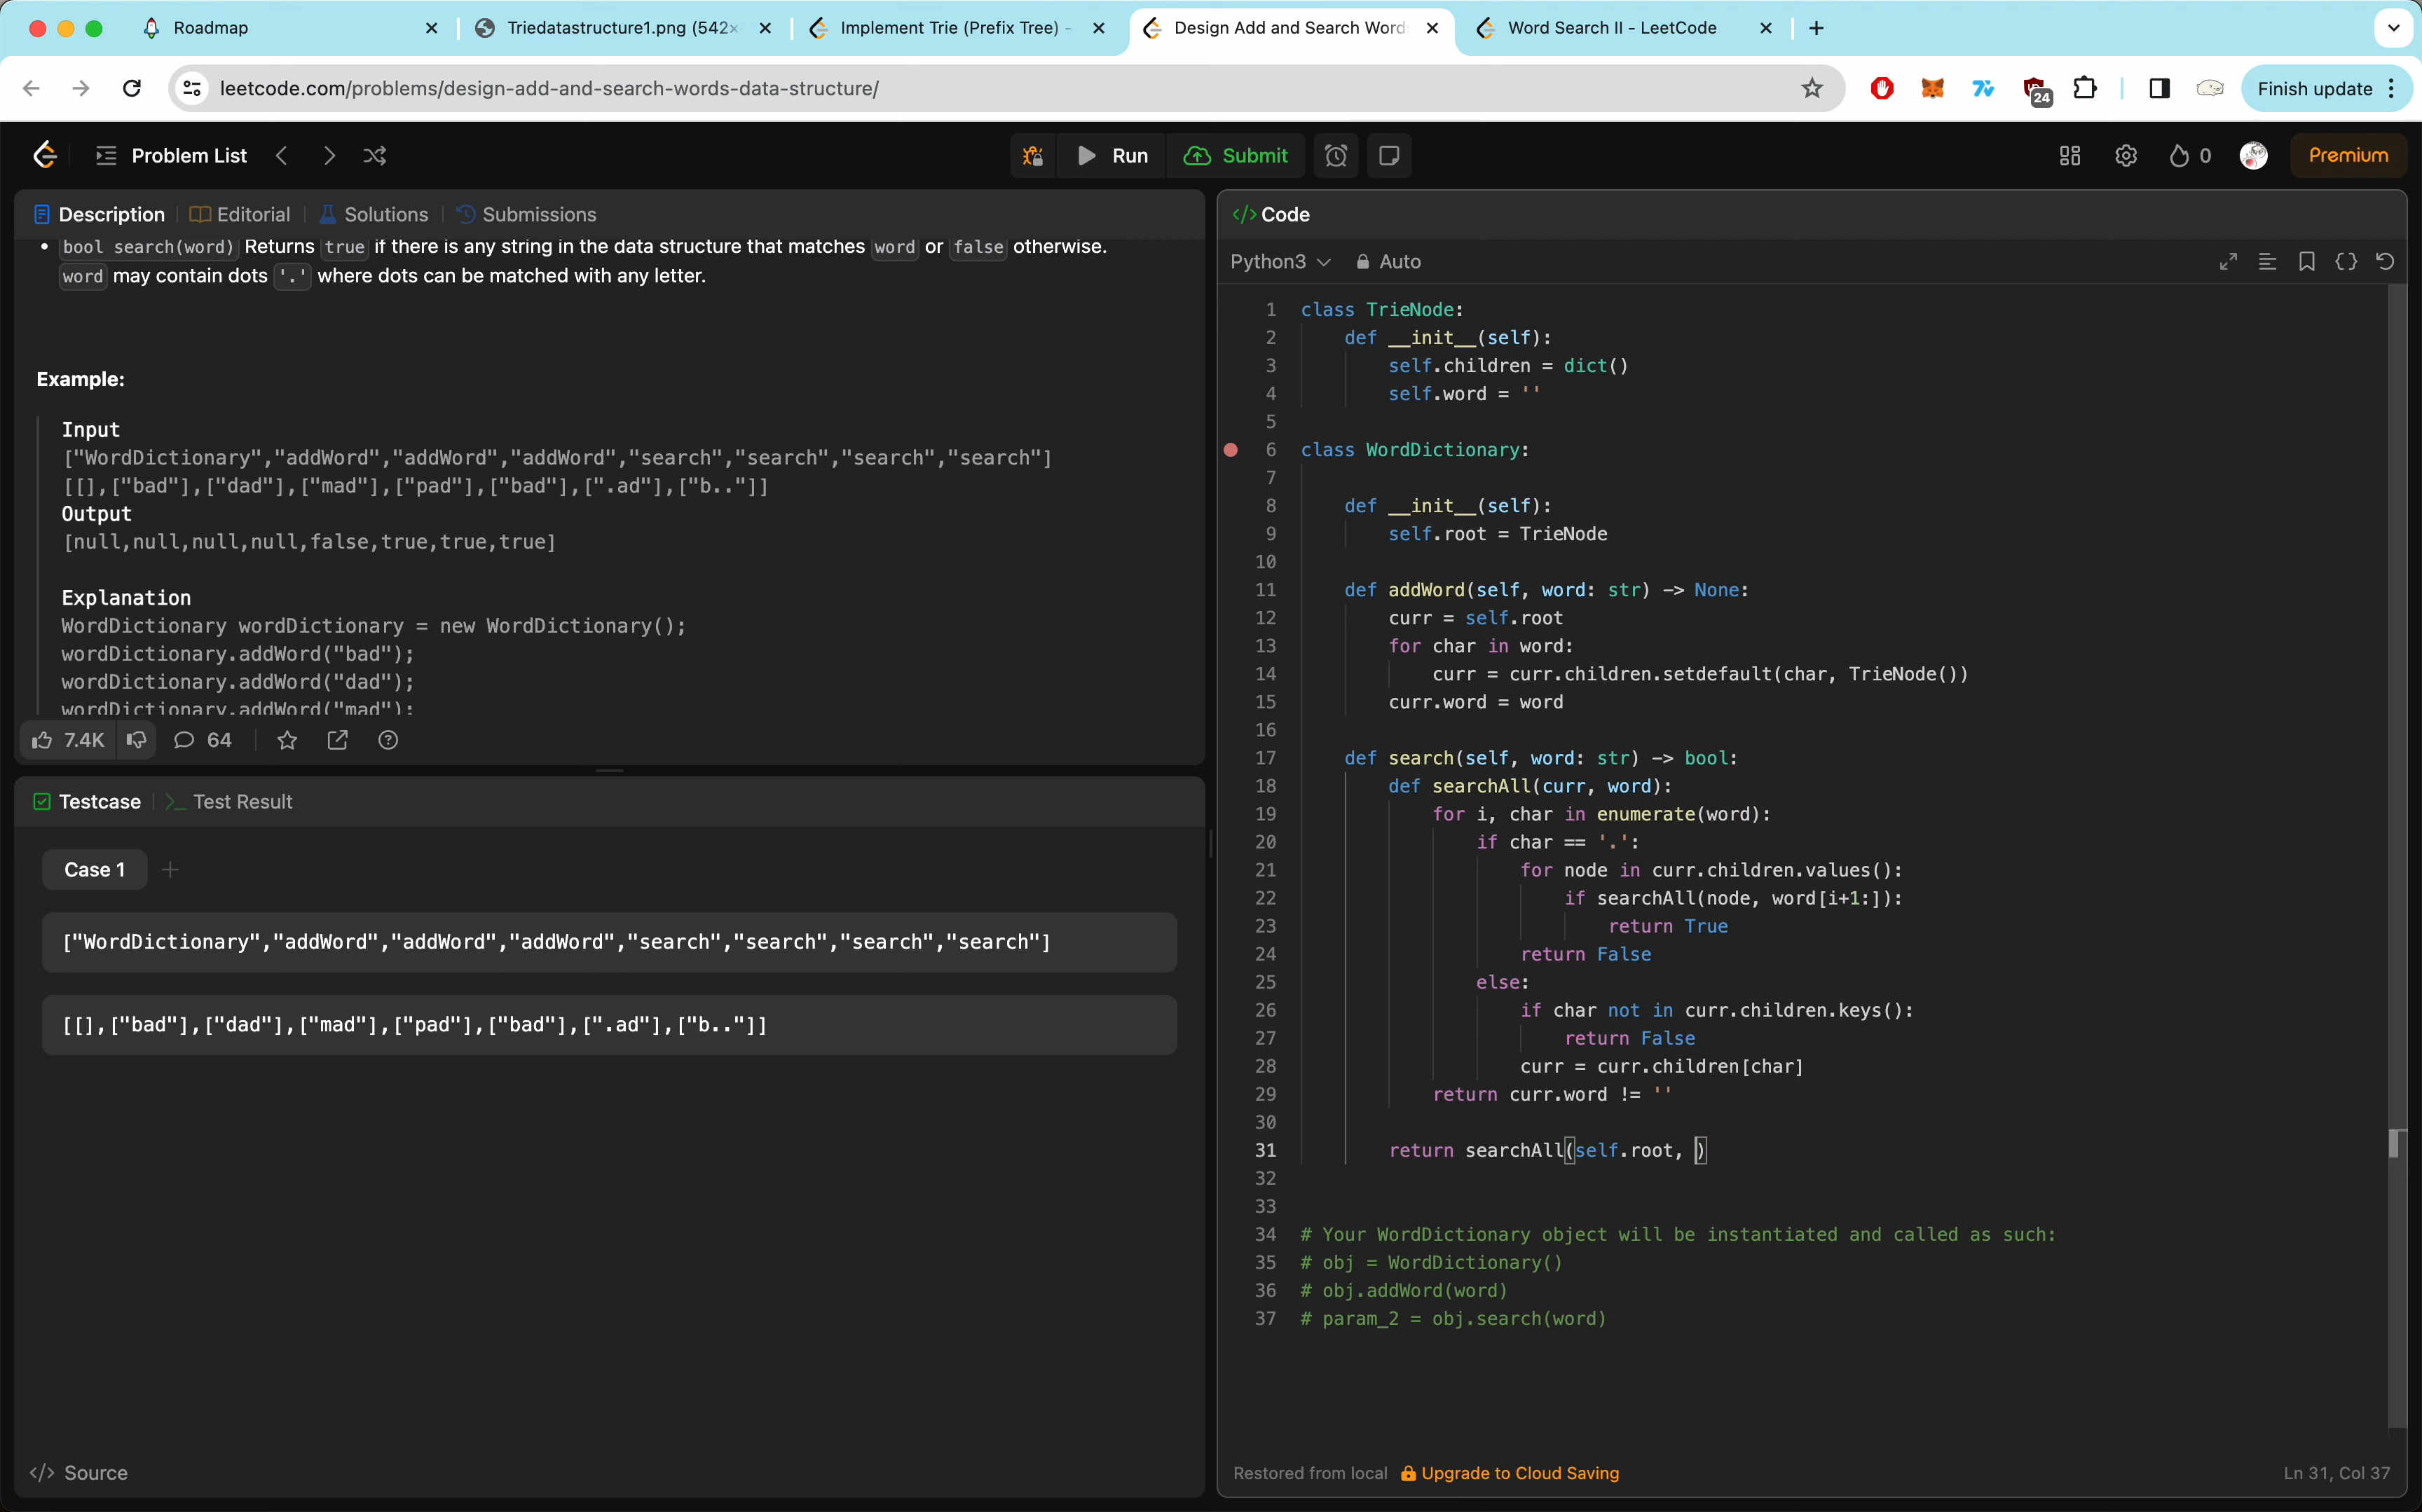 Roadmap
Triedatastructure1.png (542×
Implement Trie (Prefix Tree) -
Design Add and Search Words
Word Search II - LeetCode
leetcode.com/problems/design-add-and-search-words-data-structure/
24
Finish update
Problem List
Run
Submit
0
Premium
Description
Editorial
Solutions
Submissions
• bool search(word) Returns true if there is any string in the data structure that matches word or false otherwise.
word may contain dots '.' where dots can be matched with any letter.
Example:
Input
["WordDictionary","addWord","addWord","addWord","search","search","search","search"]
[[],["bad"],["dad"],["mad"],["pad"],["bad"],[".ad"],["b.."]]
Output
[null,null,null,null,false,true,true,true]
Explanation
WordDictionary wordDictionary = new WordDictionary();
wordDictionary.addWord("bad");
wordDictionary.addWord("dad");
wordDictionary.addWord("mad");
7.4K
64
Testcase
Test Result
Case 1
["WordDictionary","addWord","addWord","addWord","search","search","search","search"]
[[],["bad"],["dad"],["mad"],["pad"],["bad"],[".ad"],["b.."]]
</> Source
</> Code
Python3
Auto
1 class TrieNode:
2     def __init__(self):
3         self.children = dict()
4         self.word = ''
5
6 class WordDictionary:
7
8     def __init__(self):
9         self.root = TrieNode
10
11     def addWord(self, word: str) -> None:
12         curr = self.root
13         for char in word:
14             curr = curr.children.setdefault(char, TrieNode())
15         curr.word = word
16
17     def search(self, word: str) -> bool:
18         def searchAll(curr, word):
19             for i, char in enumerate(word):
20                 if char == '.':
21                     for node in curr.children.values():
22                         if searchAll(node, word[i+1:]):
23                             return True
24                     return False
25                 else:
26                     if char not in curr.children.keys():
27                         return False
28                     curr = curr.children[char]
29             return curr.word != ''
30
31         return searchAll(self.root, )
32
33
34 # Your WordDictionary object will be instantiated and called as such:
35 # obj = WordDictionary()
36 # obj.addWord(word)
37 # param_2 = obj.search(word)
Restored from local
Upgrade to Cloud Saving
Ln 31, Col 37